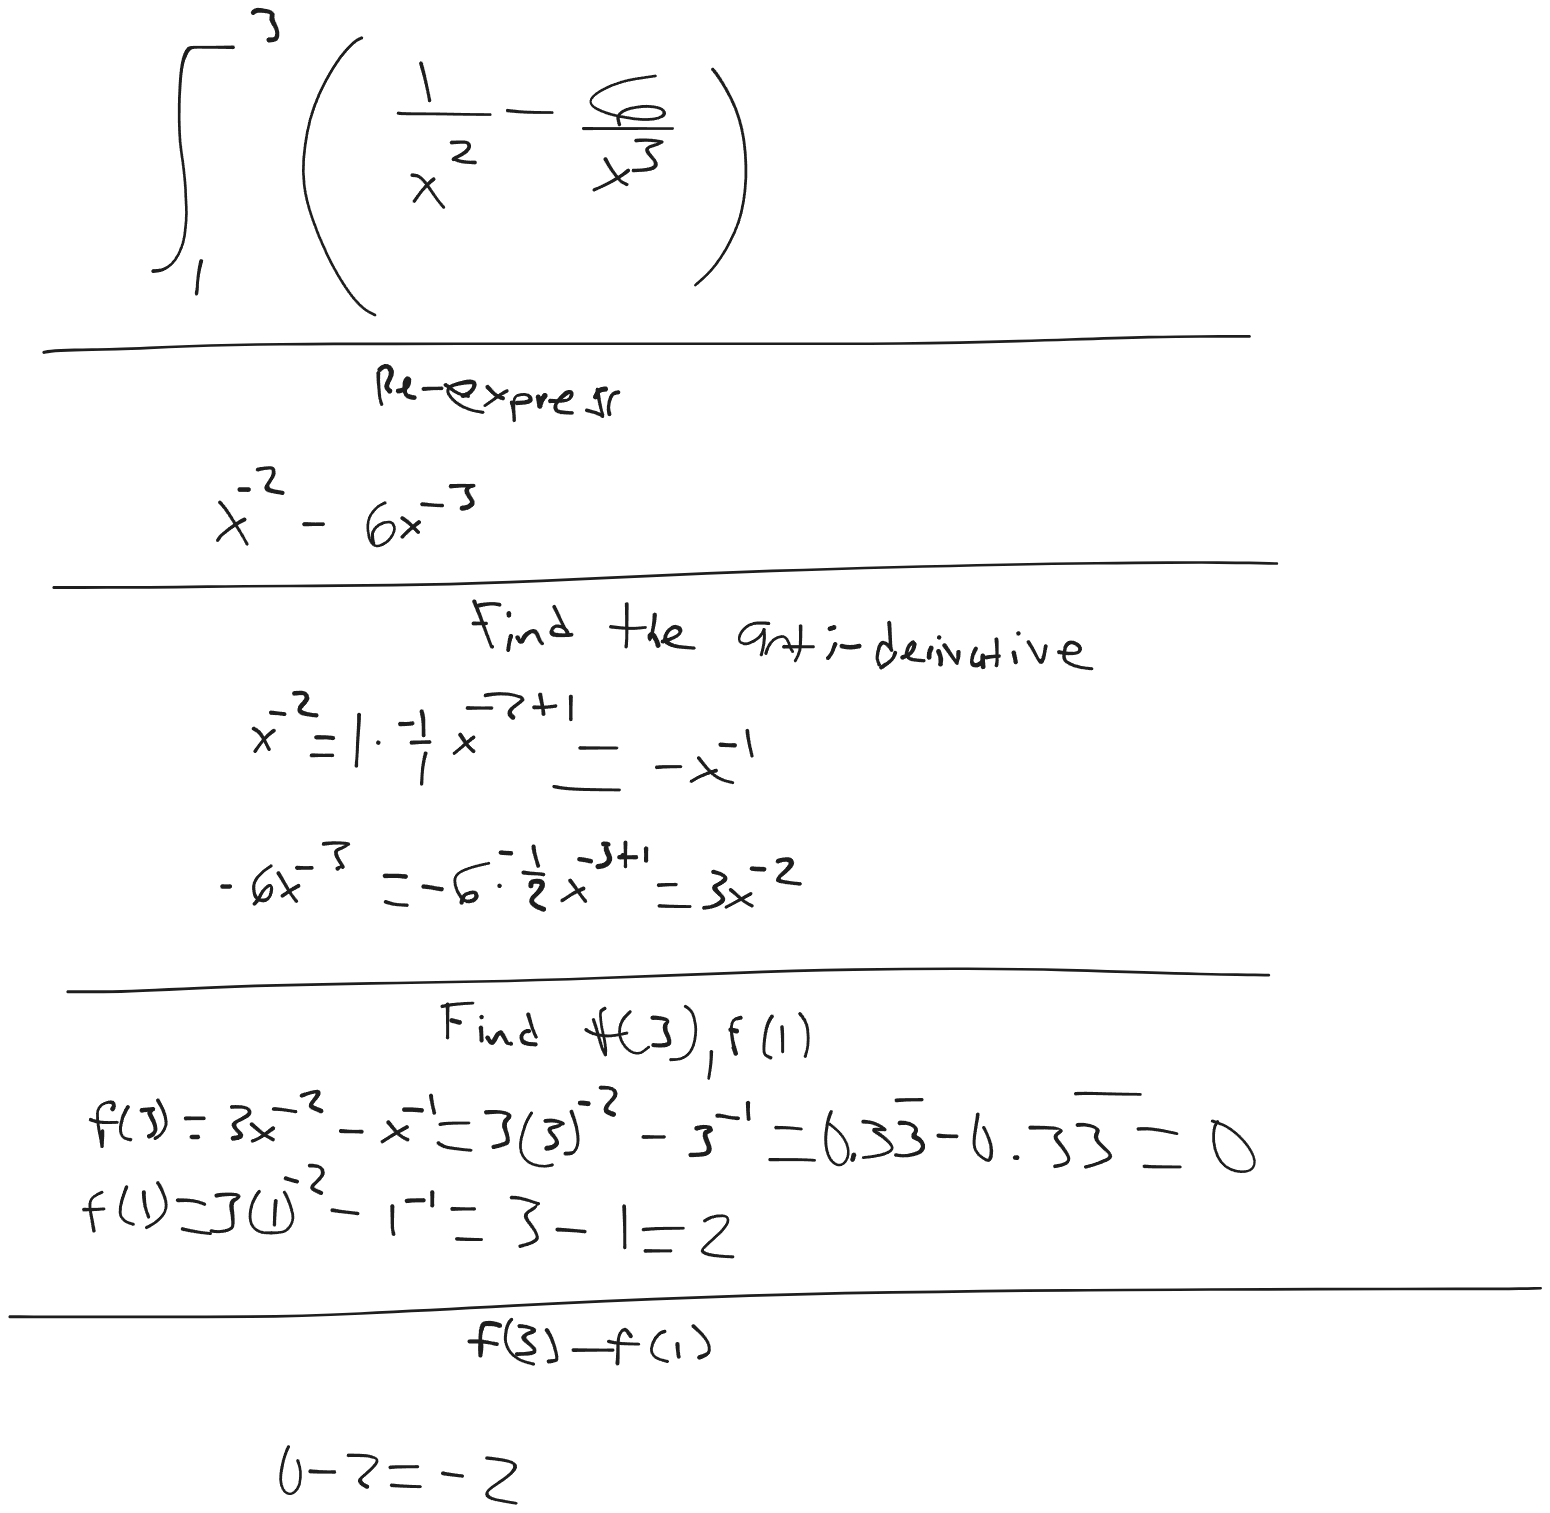 ∫₁³ (1/x² − 6/x³)
Re-express
x⁻² − 6x⁻³
Find the anti-derivative
x⁻² = 1 · -1/1 x⁻²⁺¹ = −x⁻¹
-6x⁻³ = −6 · -1/2 x⁻³⁺¹ = 3x⁻²
Find f(3), f(1)
f(3) = 3x⁻² − x⁻¹ = 3(3)⁻² − 3⁻¹ = 0.33̅ − 0.3̅3̅ = 0
f(1) = 3(1)⁻² − 1⁻¹ = 3 − 1 = 2
f(3) − f(1)
0 − 2 = −2